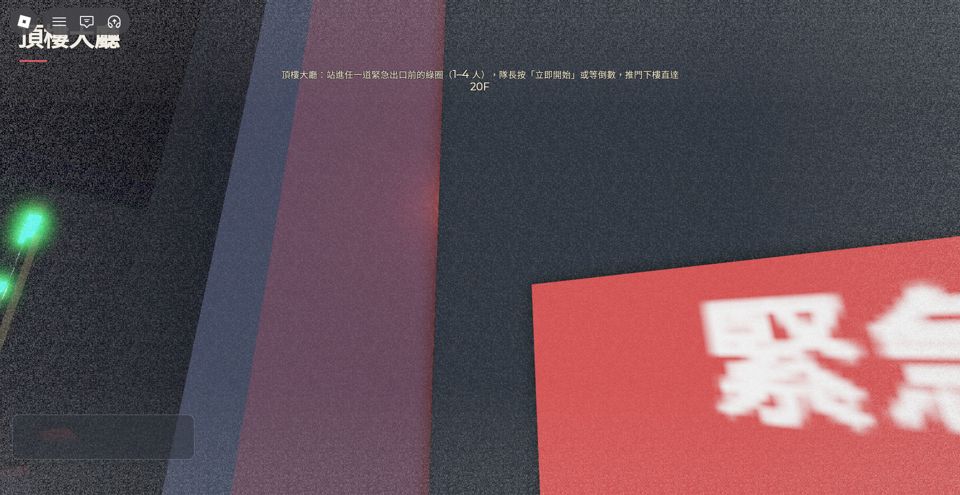 頂樓大廳
頂樓大廳：站進任一道緊急出口前的綠圈（1–4 人），隊長按「立即開始」或等倒數，推門下樓直達
20F
緊急